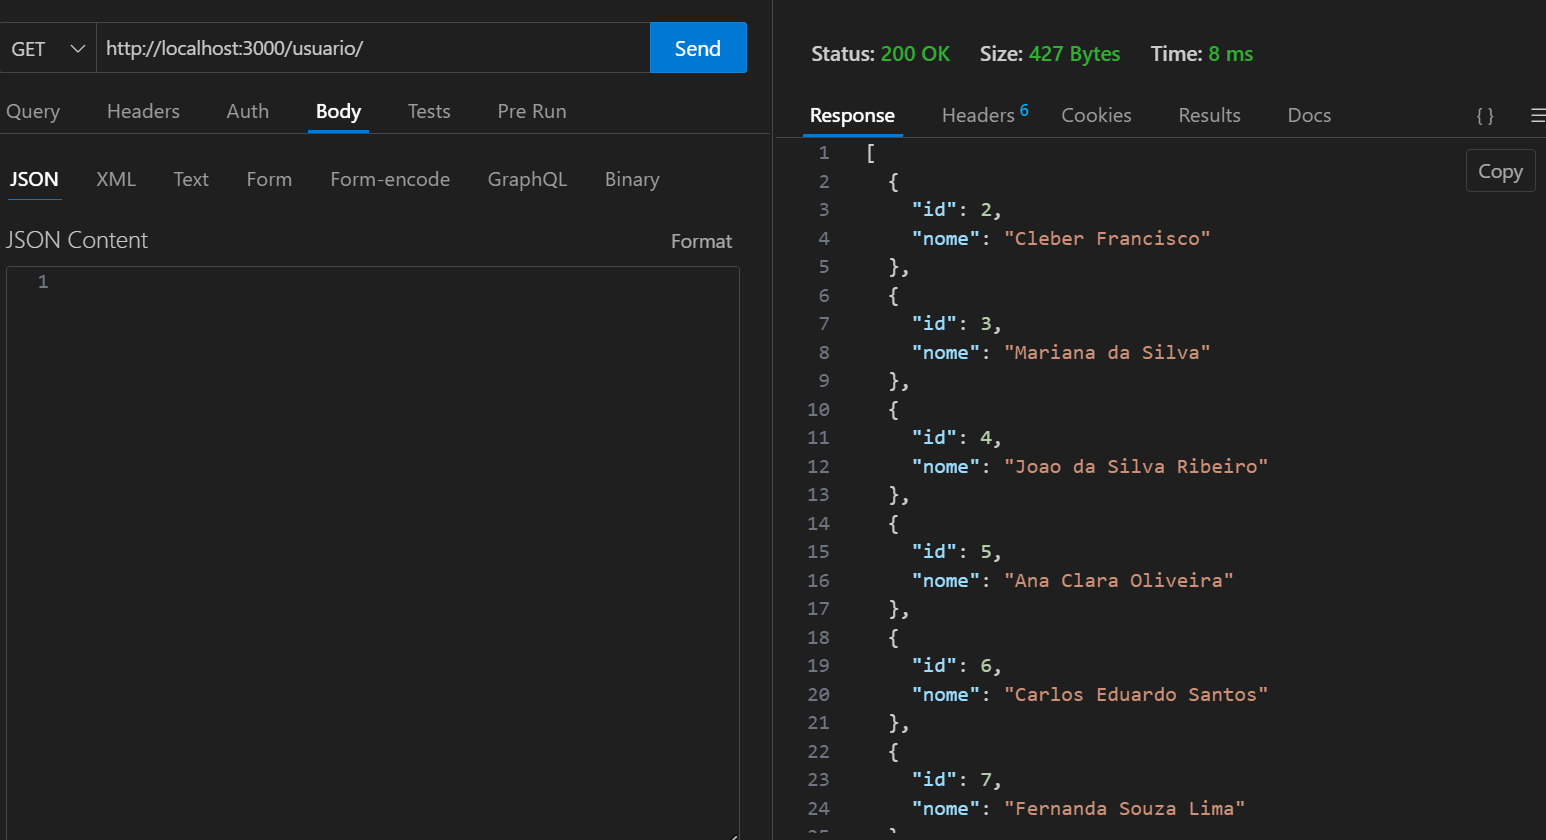 GET http://localhost:3000/usuario/ Send
Query Headers Auth Body Tests Pre Run
JSON XML Text Form Form-encode GraphQL Binary
JSON Content Format
1
Status: 200 OK Size: 427 Bytes Time: 8 ms
Response Headers 6 Cookies Results Docs { }
Copy
1 [
2 {
3 "id": 2,
4 "nome": "Cleber Francisco"
5 },
6 {
7 "id": 3,
8 "nome": "Mariana da Silva"
9 },
10 {
11 "id": 4,
12 "nome": "Joao da Silva Ribeiro"
13 },
14 {
15 "id": 5,
16 "nome": "Ana Clara Oliveira"
17 },
18 {
19 "id": 6,
20 "nome": "Carlos Eduardo Santos"
21 },
22 {
23 "id": 7,
24 "nome": "Fernanda Souza Lima"